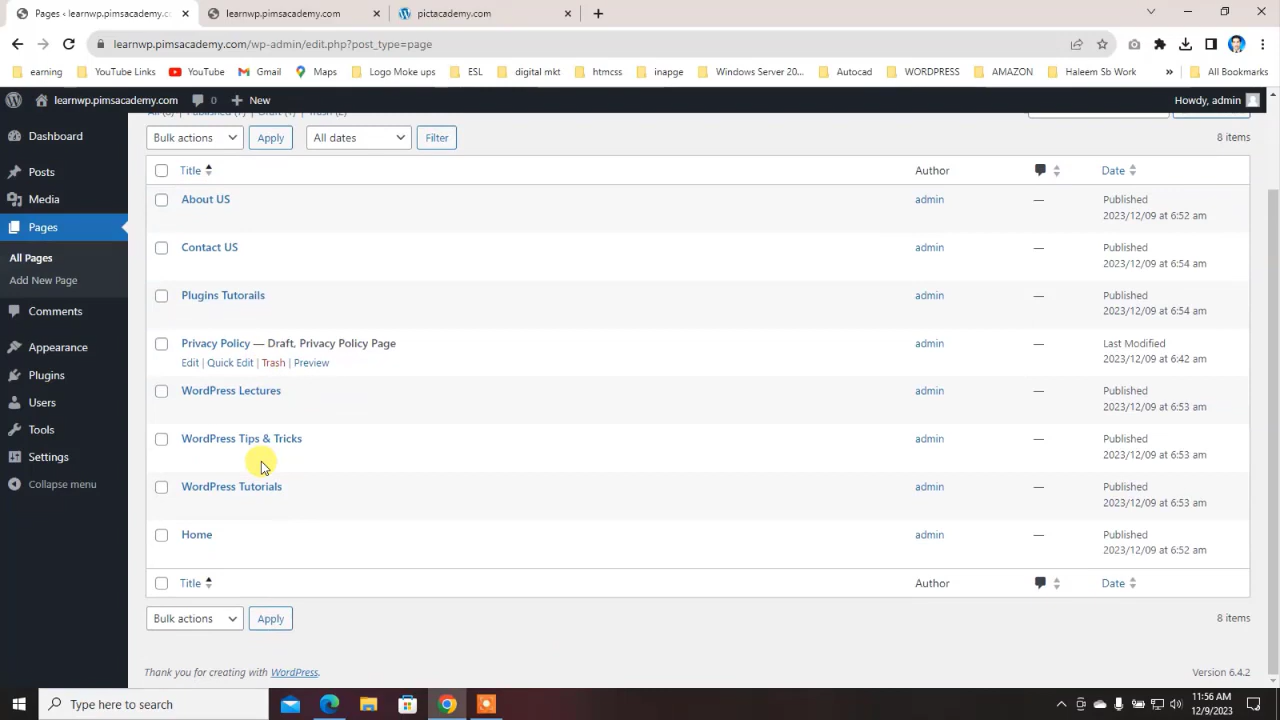 Pages ‹ learnwp.pimsacademy.c
learnwp.pimsacademy.com/
pictacademy.com
learnwp.pimsacademy.com/wp-admin/edit.php?post_type=page
earning YouTube Links YouTube Gmail Maps Logo Moke ups ESL digital mkt htmcss inapge Windows Server 20... Autocad WORDPRESS AMAZON Haleem Sb Work » All Bookmarks
learnwp.pimsacademy.com 0 New Howdy, admin
Dashboard
Posts
Media
Pages
All Pages
Add New Page
Comments
Appearance
Plugins
Users
Tools
Settings
Collapse menu
Bulk actions Apply All dates Filter 8 items
Title Author Date
About US admin — Published
2023/12/09 at 6:52 am
Contact US admin — Published
2023/12/09 at 6:54 am
Plugins Tutorails admin — Published
2023/12/09 at 6:54 am
Privacy Policy — Draft, Privacy Policy Page admin — Last Modified
Edit | Quick Edit | Trash | Preview 2023/12/09 at 6:42 am
WordPress Lectures admin — Published
2023/12/09 at 6:53 am
WordPress Tips & Tricks admin — Published
2023/12/09 at 6:53 am
WordPress Tutorials admin — Published
2023/12/09 at 6:53 am
Home admin — Published
2023/12/09 at 6:52 am
Title Author Date
Bulk actions Apply 8 items
Thank you for creating with WordPress. Version 6.4.2
Type here to search
11:56 AM
12/9/2023